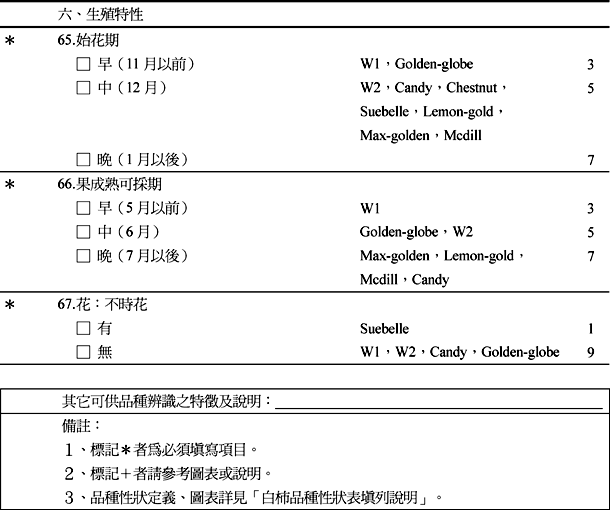 六、生殖特性
＊ 65.始花期
□ 早（11 月以前） W1，Golden-globe 3
□ 中（12 月） W2，Candy，Chestnut， 5
Suebelle，Lemon-gold，
Max-golden，Mcdill
□ 晚（1 月以後） 7
＊ 66.果成熟可採期
□ 早（5 月以前） W1 3
□ 中（6 月） Golden-globe，W2 5
□ 晚（7 月以後） Max-golden，Lemon-gold， 7
Mcdill，Candy
＊ 67.花：不時花
□ 有 Suebelle 1
□ 無 W1，W2，Candy，Golden-globe 9
其它可供品種辨識之特徵及說明：
備註：
１、標記＊者為必須填寫項目。
２、標記＋者請參考圖表或說明。
３、品種性狀定義、圖表詳見「白柿品種性狀表填列說明」。